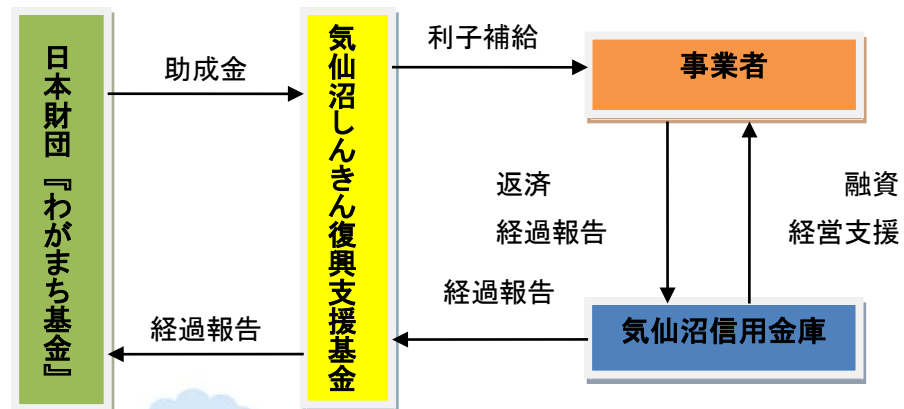 日本財団『わがまち基金』
助成金
経過報告
気仙沼しんきん復興支援基金
利子補給
事業者
返済
経過報告
融資
経営支援
経過報告
気仙沼信用金庫